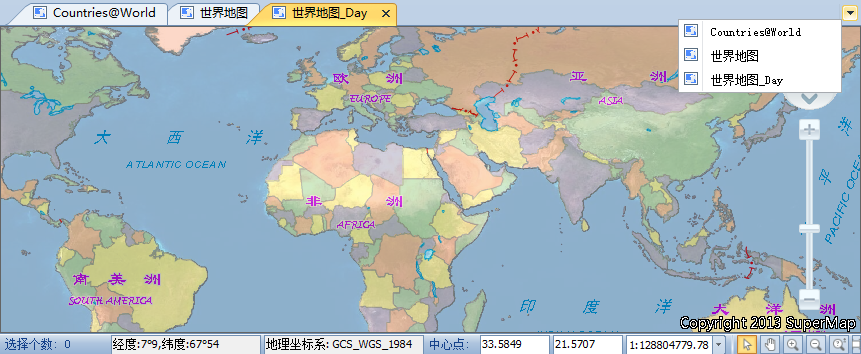 Countries@World 世界地图 世界地图_Day
Countries@World
世界地图
世界地图_Day
欧 洲
EUROPE
亚 洲
ASIA
大 西 洋
ATLANTIC OCEAN
非 洲
AFRICA
南 美 洲
SOUTH AMERICA
印 度 洋
大 洋 洲
平
PACIFIC OCE
Copyright 2013 SuperMap
选择个数: 0 经度:7°9,纬度:67°54 地理坐标系: GCS_WGS_1984 中心点: 33.5849 21.5707 1:128804779.78